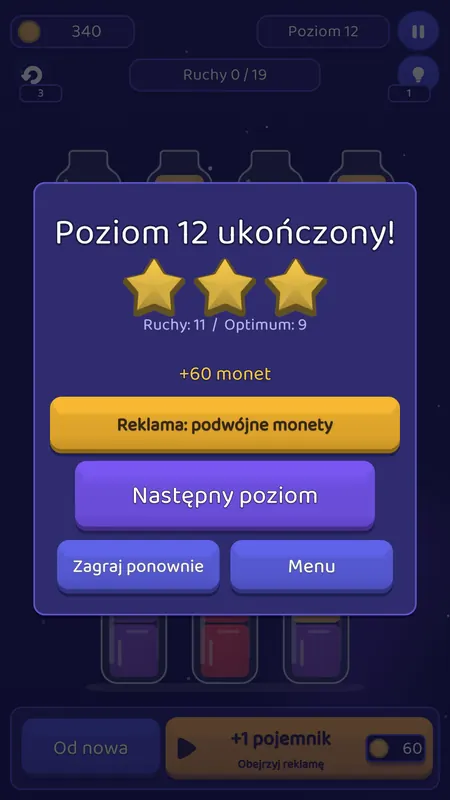 340
Poziom 12
3
Ruchy 0 / 19
1
Poziom 12 ukończony!
Ruchy: 11 / Optimum: 9
+60 monet
Reklama: podwójne monety
Następny poziom
Zagraj ponownie
Menu
Od nowa
+1 pojemnik
Obejrzyj reklamę
60